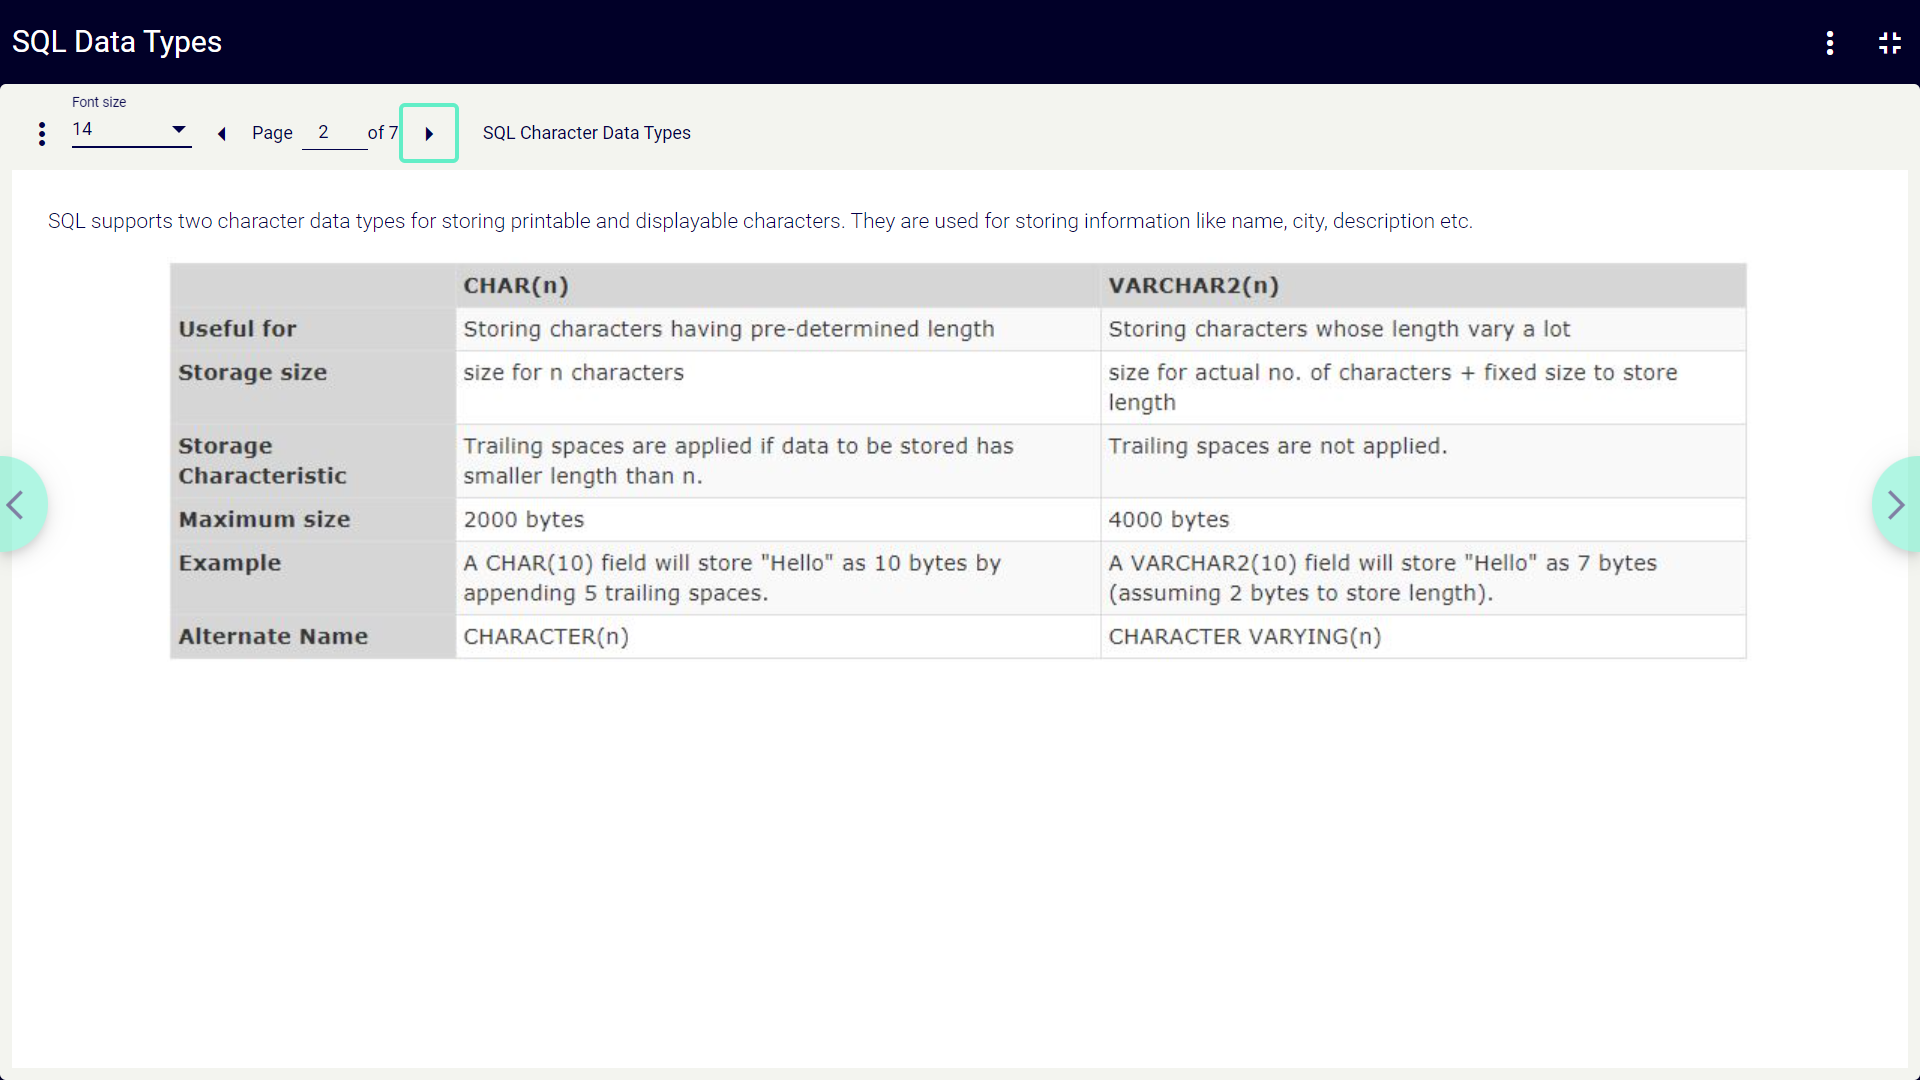 SQL Data Types
Font size
14
Page 2 of 7
SQL Character Data Types
SQL supports two character data types for storing printable and displayable characters. They are used for storing information like name, city, description etc.
CHAR(n) VARCHAR2(n)
Useful for Storing characters having pre-determined length Storing characters whose length vary a lot
Storage size size for n characters size for actual no. of characters + fixed size to store
length
Storage Trailing spaces are applied if data to be stored has Trailing spaces are not applied.
Characteristic smaller length than n.
Maximum size 2000 bytes 4000 bytes
Example A CHAR(10) field will store "Hello" as 10 bytes by A VARCHAR2(10) field will store "Hello" as 7 bytes
appending 5 trailing spaces. (assuming 2 bytes to store length).
Alternate Name CHARACTER(n) CHARACTER VARYING(n)